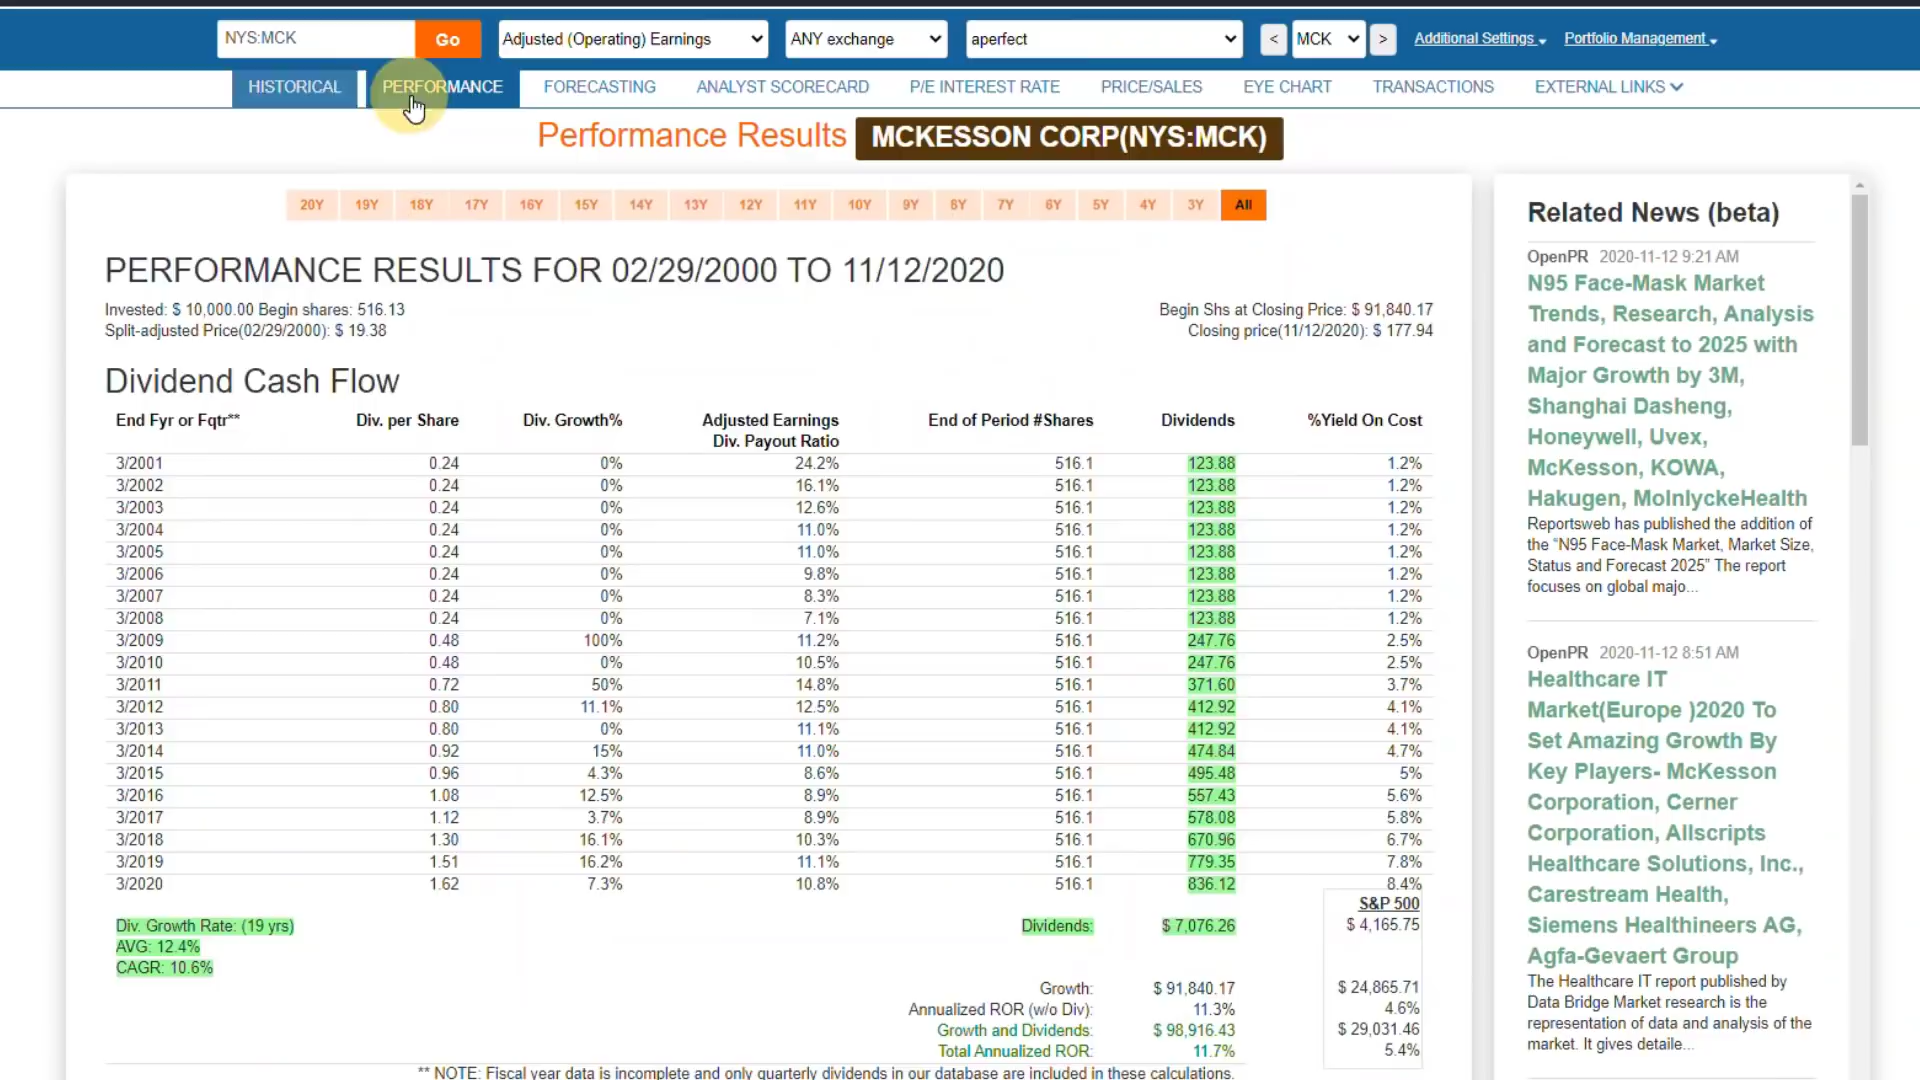 NYS:MCK Go Adjusted (Operating) Earnings ANY exchange aperfect < MCK > Additional Settings Portfolio Management
HISTORICAL PERFORMANCE FORECASTING ANALYST SCORECARD P/E INTEREST RATE PRICE/SALES EYE CHART TRANSACTIONS EXTERNAL LINKS
Performance Results MCKESSON CORP(NYS:MCK)
20Y 19Y 18Y 17Y 16Y 15Y 14Y 13Y 12Y 11Y 10Y 9Y 8Y 7Y 6Y 5Y 4Y 3Y All
PERFORMANCE RESULTS FOR 02/29/2000 TO 11/12/2020
Invested: $ 10,000.00 Begin shares: 516.13 Begin Shs at Closing Price: $ 91,840.17
Split-adjusted Price(02/29/2000): $ 19.38 Closing price(11/12/2020): $ 177.94
Dividend Cash Flow
End Fyr or Fqtr** Div. per Share Div. Growth% Adjusted Earnings End of Period #Shares Dividends %Yield On Cost
Div. Payout Ratio
3/2001 0.24 0% 24.2% 516.1 123.88 1.2%
3/2002 0.24 0% 16.1% 516.1 123.88 1.2%
3/2003 0.24 0% 12.6% 516.1 123.88 1.2%
3/2004 0.24 0% 11.0% 516.1 123.88 1.2%
3/2005 0.24 0% 11.0% 516.1 123.88 1.2%
3/2006 0.24 0% 9.8% 516.1 123.88 1.2%
3/2007 0.24 0% 8.3% 516.1 123.88 1.2%
3/2008 0.24 0% 7.1% 516.1 123.88 1.2%
3/2009 0.48 100% 11.2% 516.1 247.76 2.5%
3/2010 0.48 0% 10.5% 516.1 247.76 2.5%
3/2011 0.72 50% 14.8% 516.1 371.60 3.7%
3/2012 0.80 11.1% 12.5% 516.1 412.92 4.1%
3/2013 0.80 0% 11.1% 516.1 412.92 4.1%
3/2014 0.92 15% 11.0% 516.1 474.84 4.7%
3/2015 0.96 4.3% 8.6% 516.1 495.48 5%
3/2016 1.08 12.5% 8.9% 516.1 557.43 5.6%
3/2017 1.12 3.7% 8.9% 516.1 578.08 5.8%
3/2018 1.30 16.1% 10.3% 516.1 670.96 6.7%
3/2019 1.51 16.2% 11.1% 516.1 779.35 7.8%
3/2020 1.62 7.3% 10.8% 516.1 836.12 8.4%
S&P 500
Div. Growth Rate: (19 yrs) Dividends: $ 7,076.26 $ 4,165.75
AVG: 12.4%
CAGR: 10.6%
Growth: $ 91,840.17 $ 24,865.71
Annualized ROR (w/o Div): 11.3% 4.6%
Growth and Dividends: $ 98,916.43 $ 29,031.46
Total Annualized ROR: 11.7% 5.4%
** NOTE: Fiscal year data is incomplete and only quarterly dividends in our database are included in these calculations.
Related News (beta)
OpenPR 2020-11-12 9:21 AM
N95 Face-Mask Market
Trends, Research, Analysis
and Forecast to 2025 with
Major Growth by 3M,
Shanghai Dasheng,
Honeywell, Uvex,
McKesson, KOWA,
Hakugen, MolnlyckeHealth
Reportsweb has published the addition of
the “N95 Face-Mask Market, Market Size,
Status and Forecast 2025” The report
focuses on global majo...
OpenPR 2020-11-12 8:51 AM
Healthcare IT
Market(Europe )2020 To
Set Amazing Growth By
Key Players- McKesson
Corporation, Cerner
Corporation, Allscripts
Healthcare Solutions, Inc.,
Carestream Health,
Siemens Healthineers AG,
Agfa-Gevaert Group
The Healthcare IT report published by
Data Bridge Market research is the
representation of data and analysis of the
market. It gives detaile...